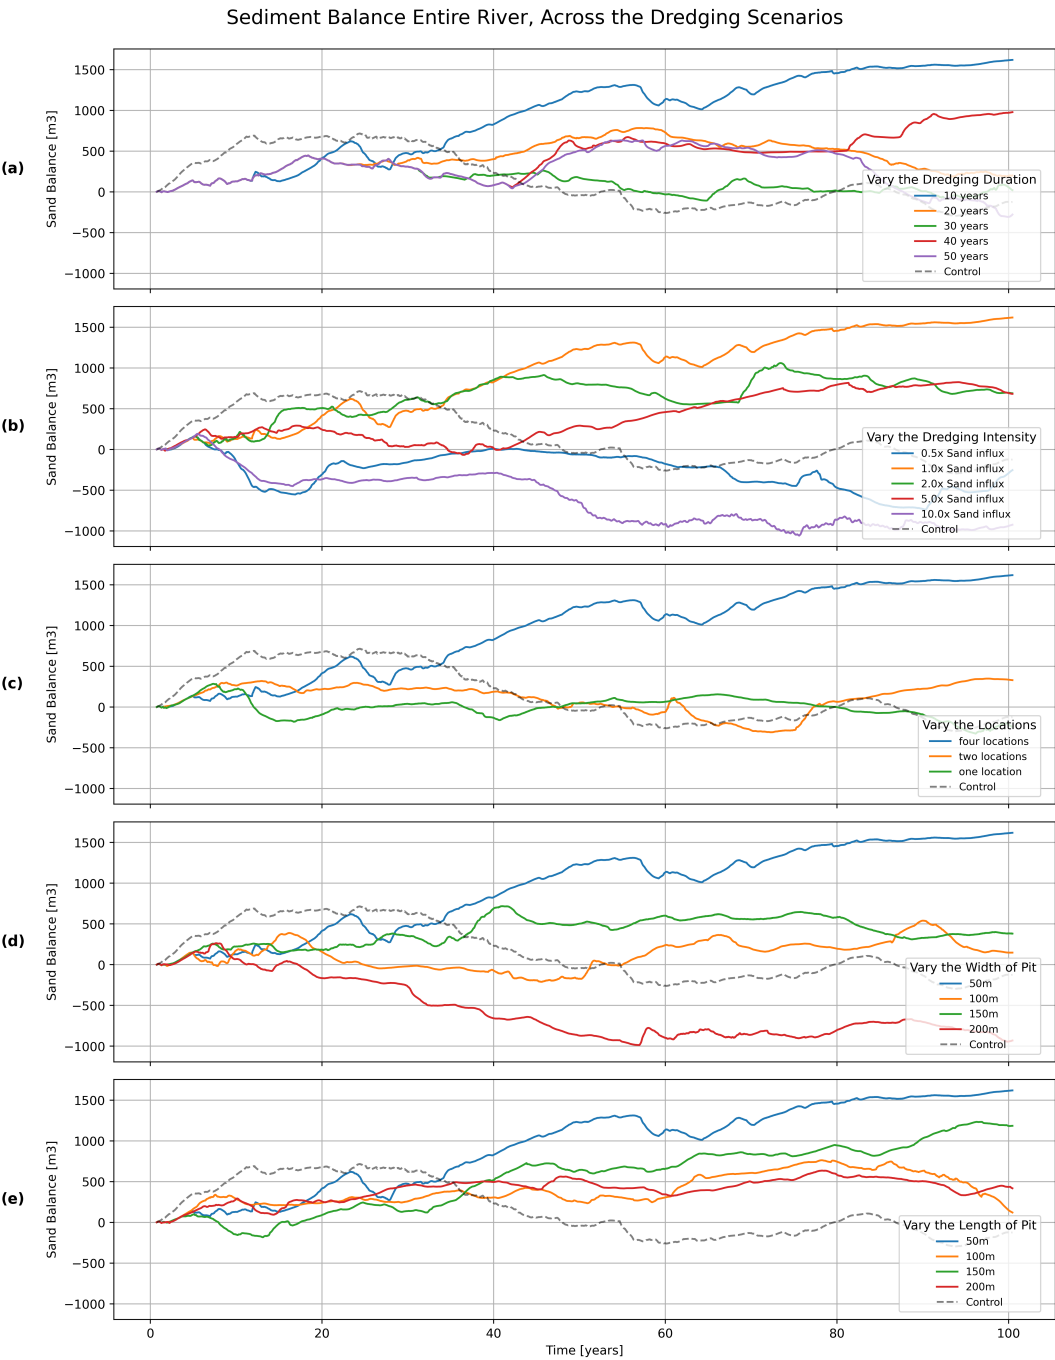 Sediment Balance Entire River, Across the Dredging Scenarios
(a)
Sand Balance [m3]
1500
1000
500
0
−500
−1000
Vary the Dredging Duration
10 years
20 years
30 years
40 years
50 years
Control
(b)
Sand Balance [m3]
1500
1000
500
0
−500
−1000
Vary the Dredging Intensity
0.5x Sand influx
1.0x Sand influx
2.0x Sand influx
5.0x Sand influx
10.0x Sand influx
Control
(c)
Sand Balance [m3]
1500
1000
500
0
−500
−1000
Vary the Locations
four locations
two locations
one location
Control
(d)
Sand Balance [m3]
1500
1000
500
0
−500
−1000
Vary the Width of Pit
50m
100m
150m
200m
Control
(e)
Sand Balance [m3]
1500
1000
500
0
−500
−1000
Vary the Length of Pit
50m
100m
150m
200m
Control
0 20 40 60 80 100
Time [years]